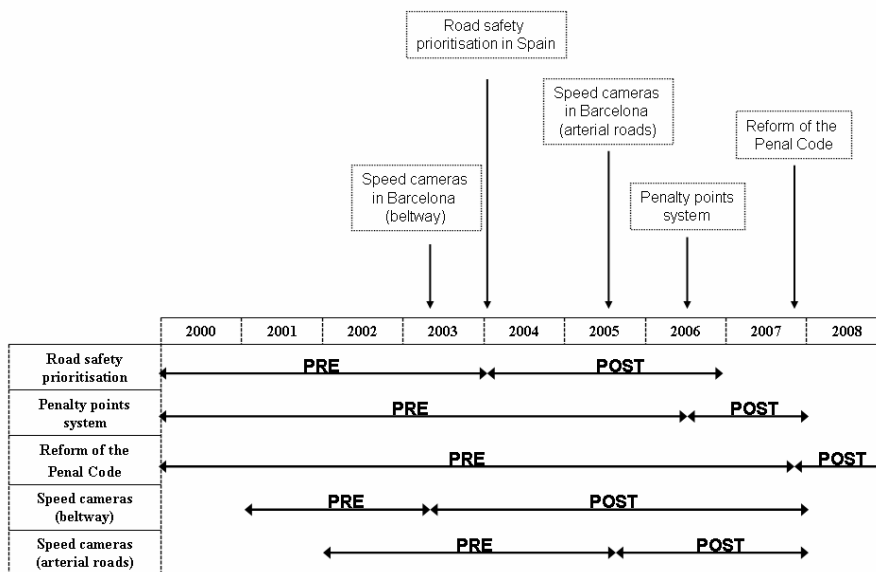 Road safety
prioritisation in Spain
Speed cameras
in Barcelona
(arterial roads)
Reform of the
Penal Code
Speed cameras
in Barcelona
(beltway)
Penalty points
system
2000 2001 2002 2003 2004 2005 2006 2007 2008
Road safety
prioritisation
PRE POST
Penalty points
system
PRE POST
Reform of the
Penal Code
PRE POST
Speed cameras
(beltway)
PRE POST
Speed cameras
(arterial roads)
PRE POST